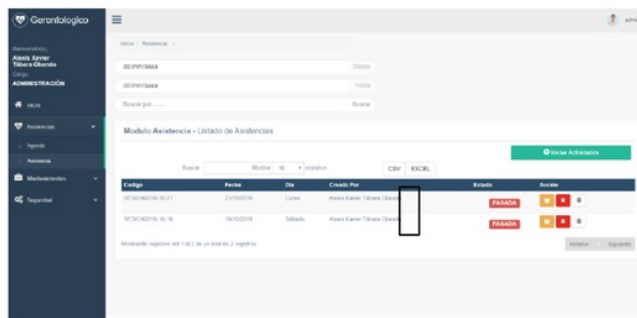 Gerontologico
Bienvenido(a),
Alexis Xavier
Tábara Obando
Cargo
ADMINISTRACIÓN
Inicio
Asistencias
Agenda
Asistencia
Mantenimientos
Seguridad
Inicio / Asistencia /
dd/mm/aaaa Desde
dd/mm/aaaa Hasta
Buscar por....... Buscar
Modulo Asistencia - Listado de Asistencias
Iniciar Actividades
Buscar Mostrar 10 registros CSV EXCEL
Codigo Fecha Dia Creado Por Estado Acción
21/10/2019 Lunes Alexis Xavier Tábara Obando PASADA
19/10/2019 Sábado Alexis Xavier Tábara Obando PASADA
Mostrando registros del 1 al 2 de un total de 2 registros
Anterior Siguiente